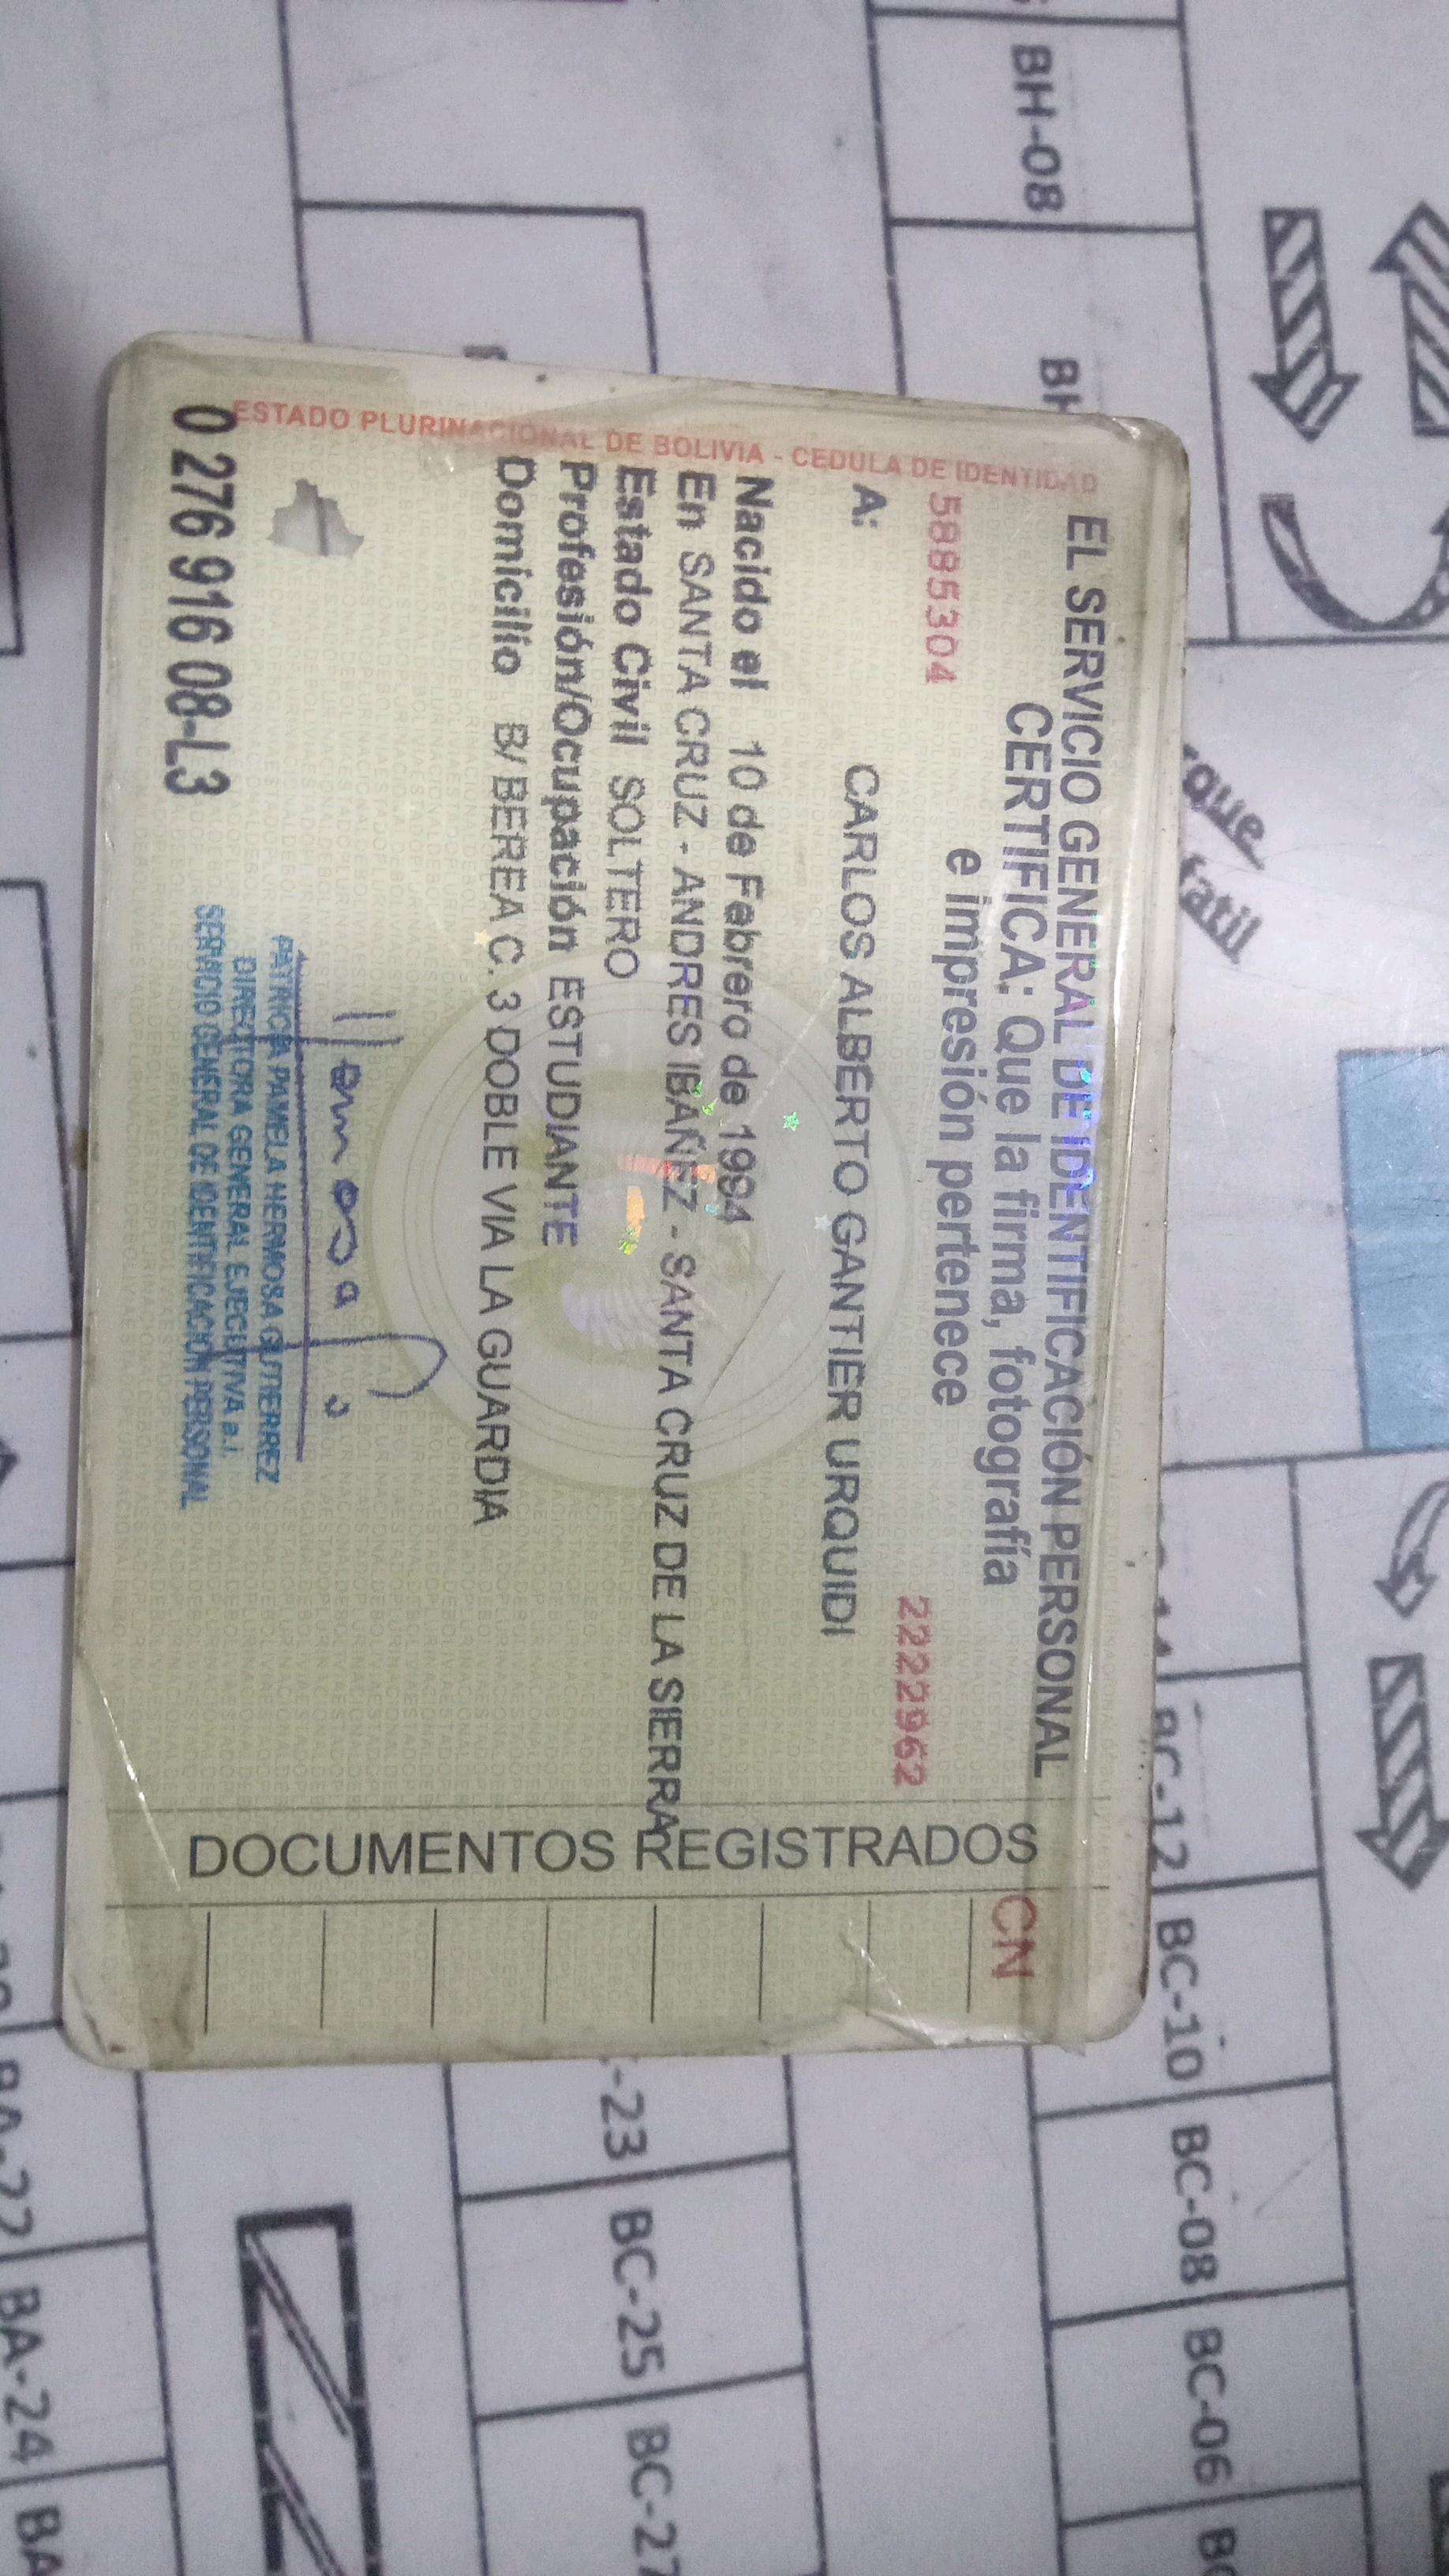 ESTADO PLURINACIONAL DE BOLIVIA - CEDULA DE IDENTIDAD
EL SERVICIO GENERAL DE IDENTIFICACIÓN PERSONAL
CERTIFICA: Que la firma, fotografía
e impresión pertenece
5885304
2222962
A: CARLOS ALBERTO GANTIER URQUIDI
Nacido el 10 de Febrero de 1984
En SANTA CRUZ - ANDRES IBAÑEZ - SANTA CRUZ DE LA SIERRA
Estado Civil SOLTERO
Profesión/Ocupación ESTUDIANTE
Domicilio B/ BEREA C. 3 DOBLE VIA LA GUARDIA
PATRICIA PAMELA HERMOSA GUTIERREZ
DIRECTORA GENERAL EJECUTIVA a.i.
SERVICIO GENERAL DE IDENTIFICACION PERSONAL
0 276 916 08-L3
DOCUMENTOS REGISTRADOS
CN
BH-08
que
tatil
BC-12
BC-10
BC-08
BC-06
-23
BC-25
BC-27
BA-22
BA-24
BA